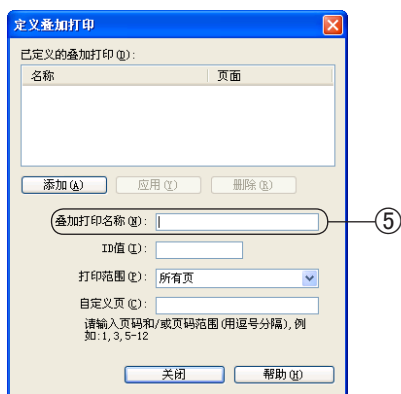 定义叠加打印
已定义的叠加打印(D):
名称 页面
添加(A) 应用(Y) 删除(R)
叠加打印名称(N): ⑤
ID值(I):
打印范围(P): 所有页
自定义页(C):
请输入页码和/或页码范围(用逗号分隔),例
如:1,3,5-12
关闭 帮助(H)